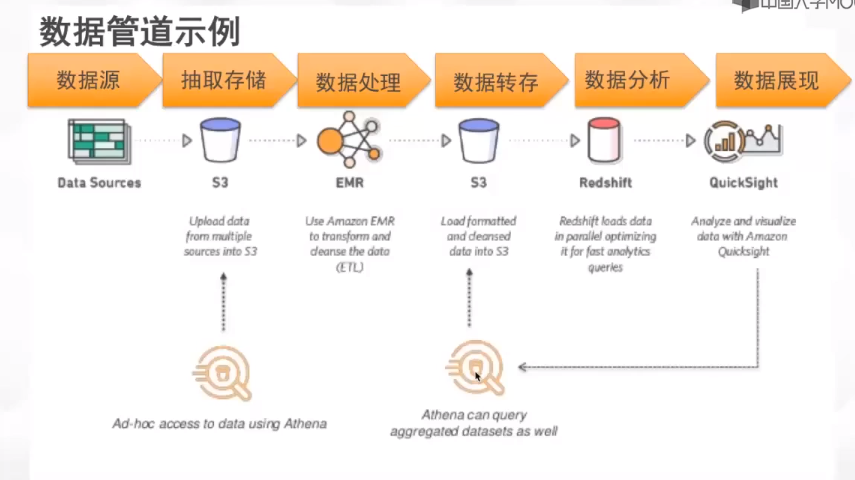 中国大学MOO
数据管道示例
数据源
抽取存储
数据处理
数据转存
数据分析
数据展现
Data Sources
S3
EMR
S3
Redshift
QuickSight
Upload data
from multiple
sources into S3
Use Amazon EMR
to transform and
cleanse the data
(ETL)
Load formatted
and cleansed
data into S3
Redshift loads data
in parallel optimizing
it for fast analytics
queries
Analyze and visualize
data with Amazon
Quicksight
Ad-hoc access to data using Athena
Athena can query
aggregated datasets as well